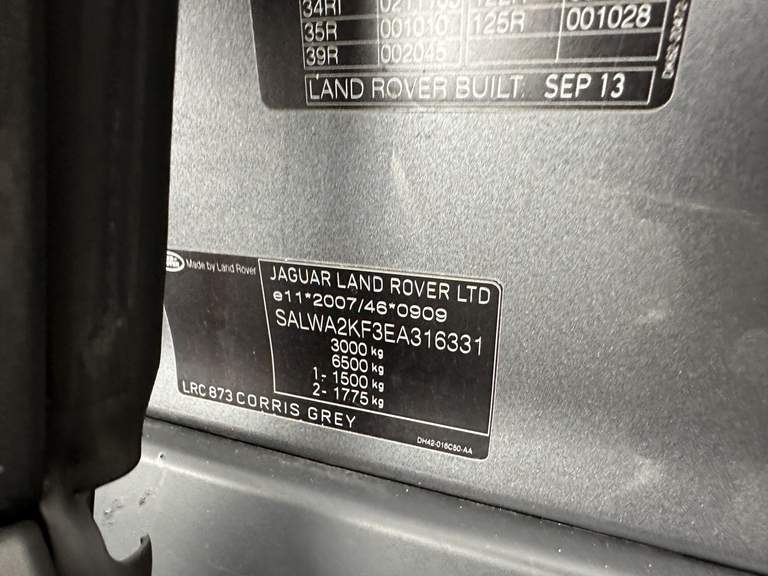 34RI
35R 001010 125R 001028
39R 002045
LAND ROVER BUILT: SEP 13
Made by Land Rover
JAGUAR LAND ROVER LTD
e11*2007/46*0909
SALWA2KF3EA316331
3000 kg
6500 kg
1- 1500 kg
2- 1775 kg
LRC 873 CORRIS GREY
DH42-016C50-AA